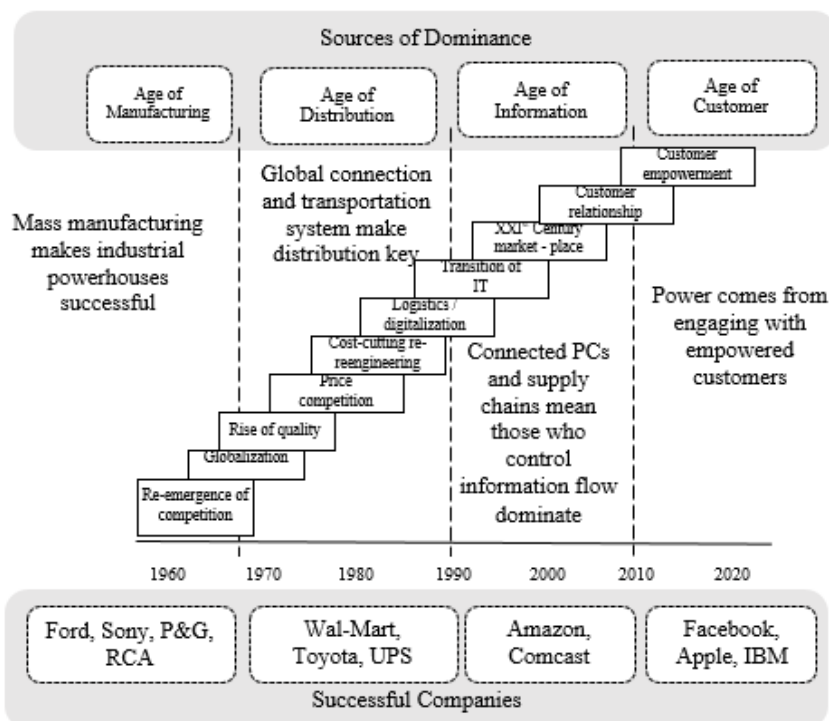 Sources of Dominance
Age of
Manufacturing
Age of
Distribution
Age of
Information
Age of
Customer
Mass manufacturing
makes industrial
powerhouses
successful
Global connection
and transportation
system make
distribution key
Customer
empowerment
Customer
relationship
XXIst Century
market - place
Transition of
IT
Logistics /
digitalization
Cost-cutting re-
reengineering
Price
competition
Rise of quality
Globalization
Re-emergence of
competition
Connected PCs
and supply
chains mean
those who
control
information flow
dominate
Power comes from
engaging with
empowered
customers
1960 1970 1980 1990 2000 2010 2020
Ford, Sony, P&G,
RCA
Wal-Mart,
Toyota, UPS
Amazon,
Comcast
Facebook,
Apple, IBM
Successful Companies